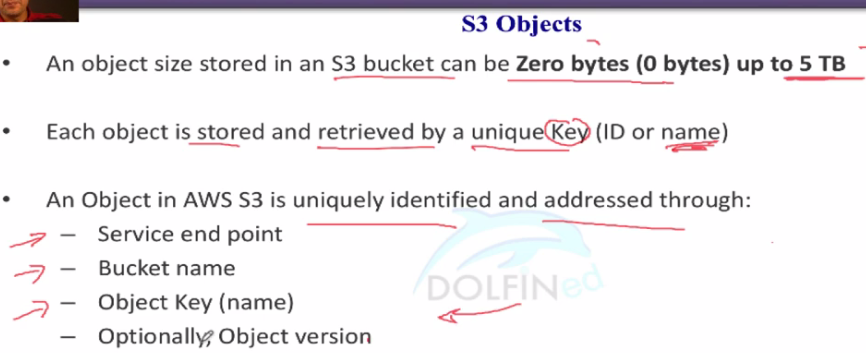 S3 Objects
• An object size stored in an S3 bucket can be Zero bytes (0 bytes) up to 5 TB
• Each object is stored and retrieved by a unique Key (ID or name)
• An Object in AWS S3 is uniquely identified and addressed through:
– Service end point
– Bucket name
– Object Key (name)
DOLFINed
– Optionally, Object version